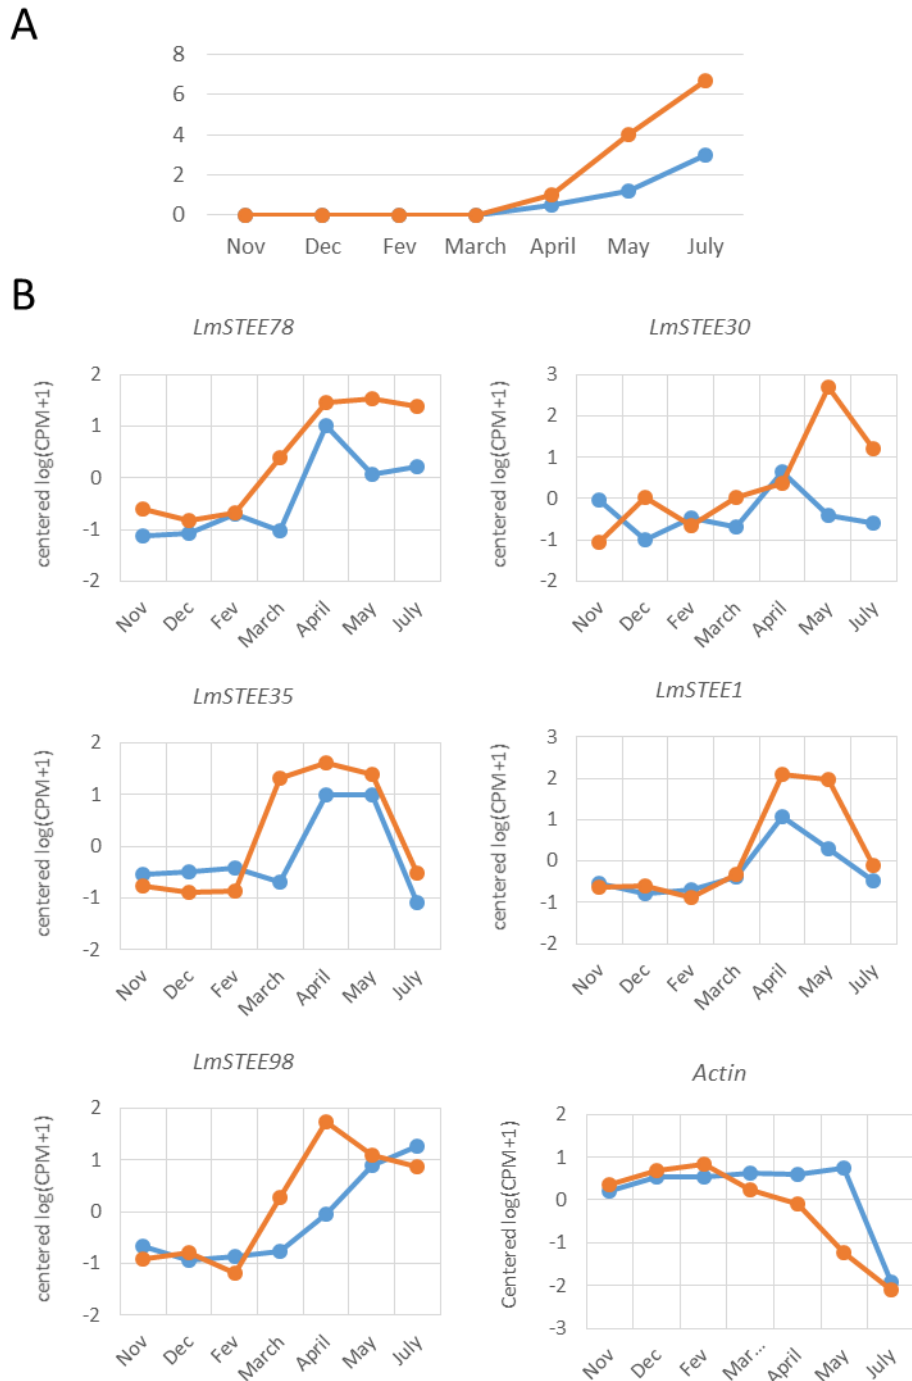 A
8
6
4
2
0
Nov Dec Fev March April May July
B
LmSTEE78
centered log(CPM+1)
2
1
0
-1
-2
Nov Dec Fev March April May July
LmSTEE30
centered log(CPM+1)
3
2
1
0
-1
-2
Nov Dec Fev March April May July
LmSTEE35
centered log(CPM+1)
2
1
0
-1
-2
Nov Dec Fev March April May July
LmSTEE1
centered log(CPM+1)
3
2
1
0
-1
-2
Nov Dec Fev March April May July
LmSTEE98
centered log(CPM+1)
2
1
0
-1
-2
Nov Dec Fev March April May July
Actin
Centered log(CPM+1)
2
1
0
-1
-2
-3
Nov Dec Fev Mar... April May July